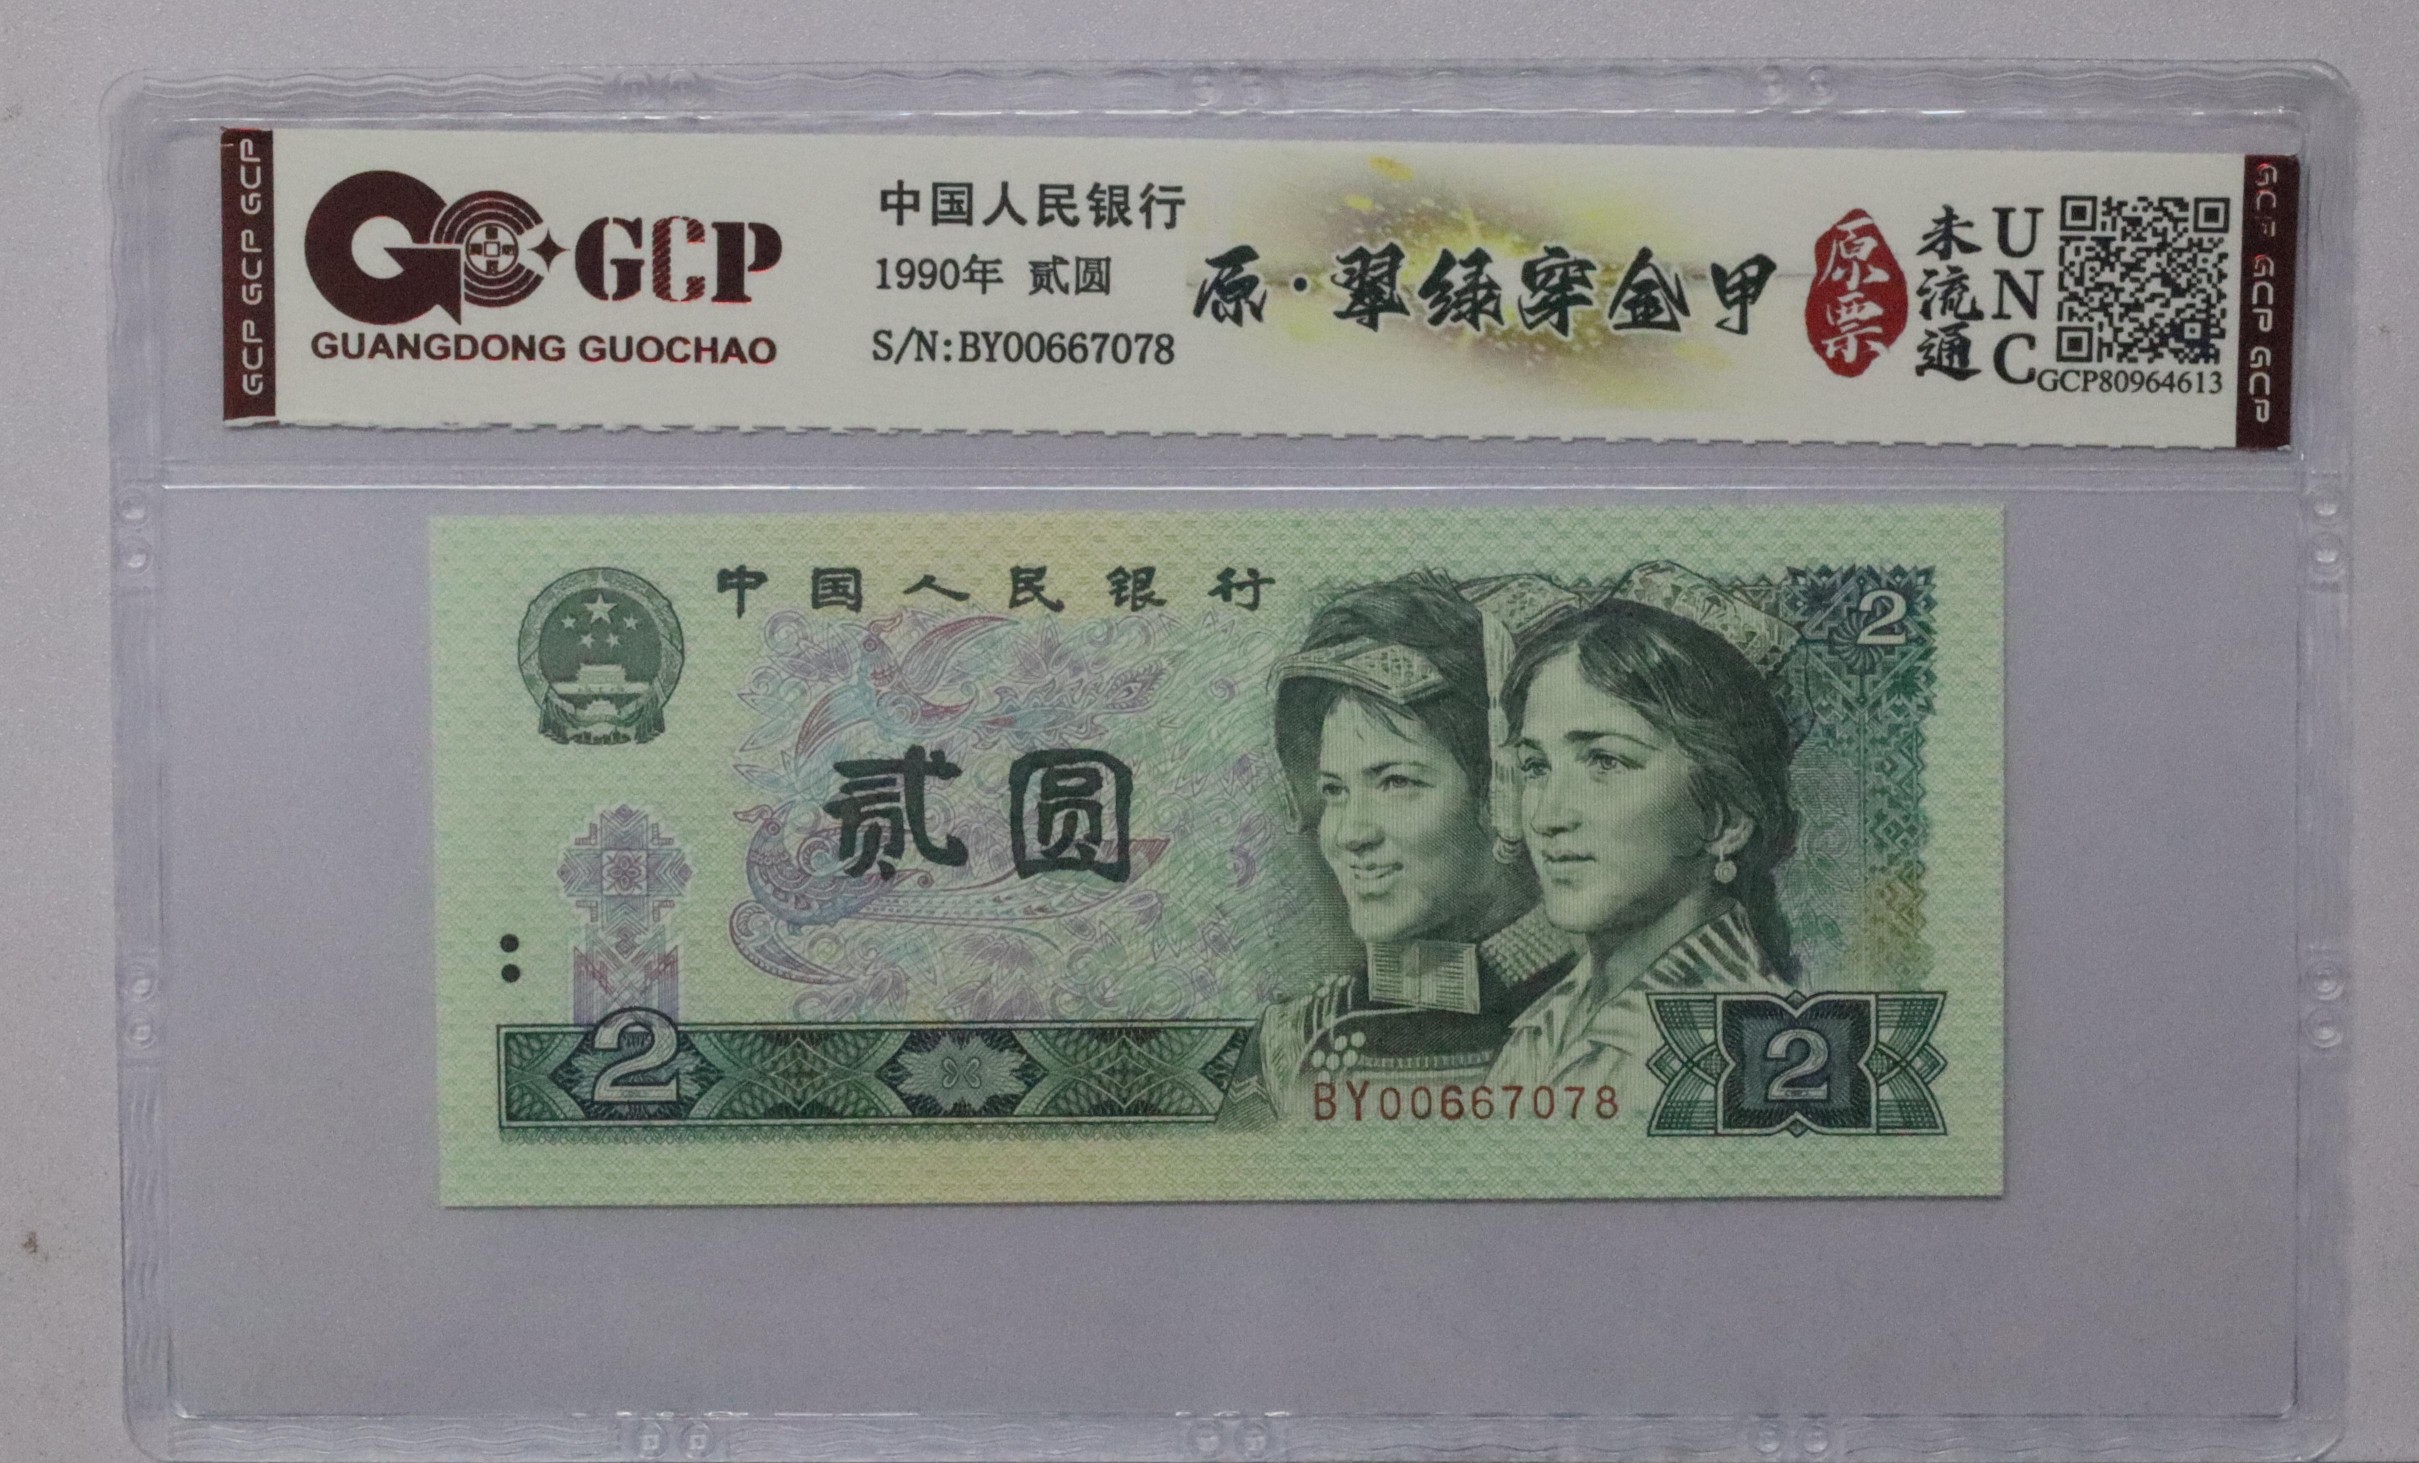 GCP GCP GCP
GCP
GUANGDONG GUOCHAO
中国人民银行
1990年 贰圆
S/N:BY00667078
原·翠绿穿金甲
原票
未流通
UNC
GCP80964613
GCP GCP GCP
中国人民银行
2
贰圆
2
BY00667078
2